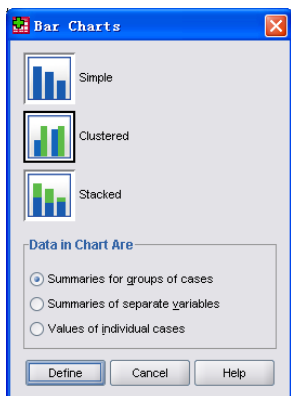 Bar Charts
Simple
Clustered
Stacked
Data in Chart Are
Summaries for groups of cases
Summaries of separate variables
Values of individual cases
Define Cancel Help